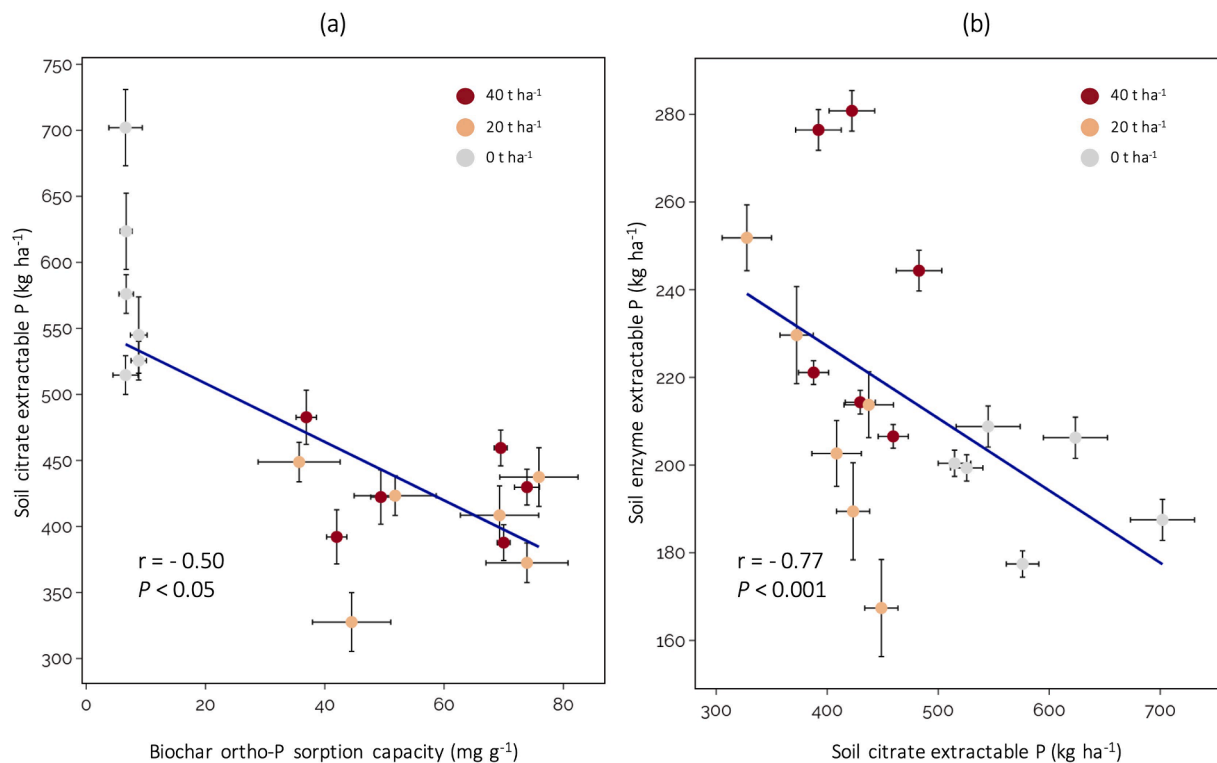 (a)
Soil citrate extractable P (kg ha⁻¹)
750
700
650
600
550
500
450
400
350
300
40 t ha⁻¹
20 t ha⁻¹
0 t ha⁻¹
r = - 0.50
P < 0.05
0
20
40
60
80
Biochar ortho-P sorption capacity (mg g⁻¹)
(b)
Soil enzyme extractable P (kg ha⁻¹)
280
260
240
220
200
180
160
40 t ha⁻¹
20 t ha⁻¹
0 t ha⁻¹
r = - 0.77
P < 0.001
300
400
500
600
700
Soil citrate extractable P (kg ha⁻¹)